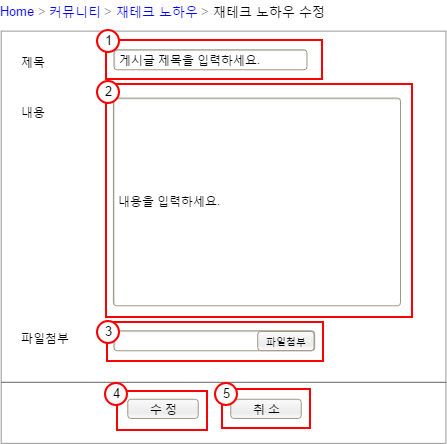 Home > 커뮤니티 > 재테크 노하우 > 재테크 노하우 수정
1
제목 게시글 제목을 입력하세요.
2
내용
내용을 입력하세요.
3
파일첨부 파일첨부
4 5
수 정 취 소